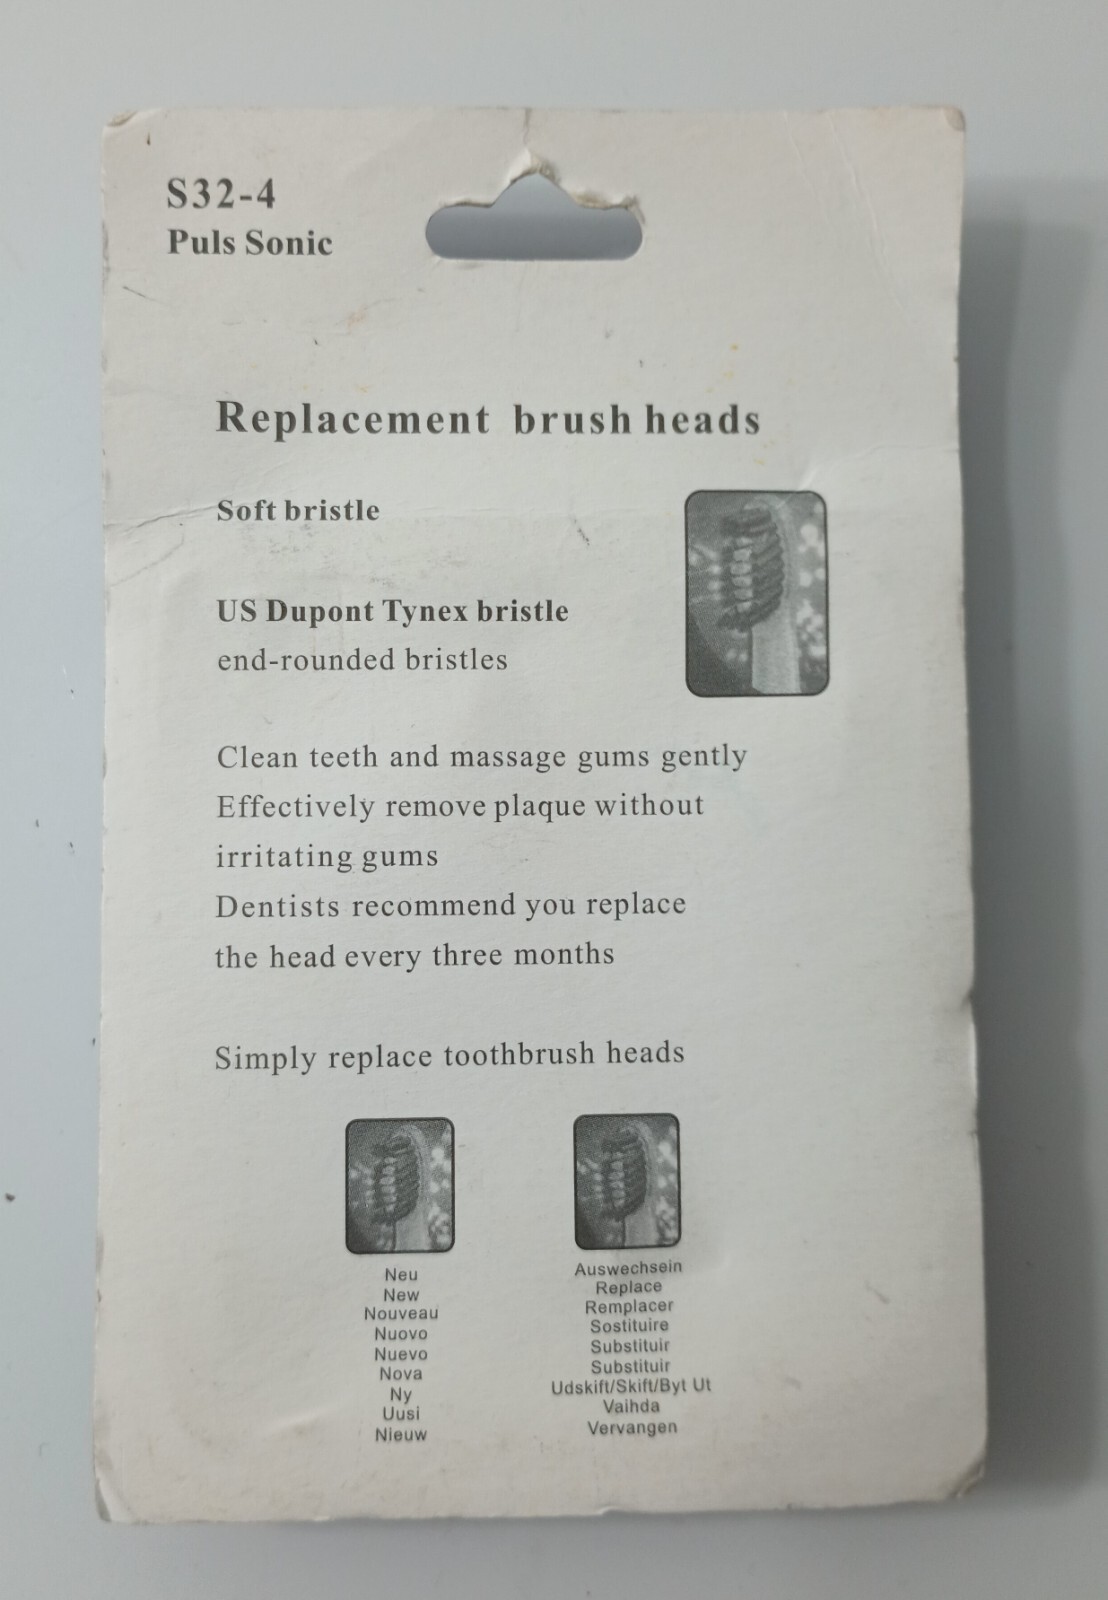 S32-4
Puls Sonic
Replacement brush heads
Soft bristle
US Dupont Tynex bristle
end-rounded bristles
Clean teeth and massage gums gently
Effectively remove plaque without
irritating gums
Dentists recommend you replace
the head every three months
Simply replace toothbrush heads
Neu
New
Nouveau
Nuovo
Nuevo
Nova
Ny
Uusi
Nieuw
Auswechsein
Replace
Remplacer
Sostituire
Substituir
Substituir
Udskift/Skift/Byt Ut
Vaihda
Vervangen